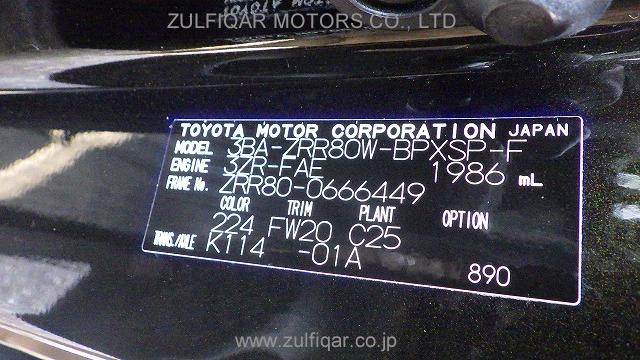 ZULFIQAR MOTORS CO., LTD
TOYOTA MOTOR CORPORATION JAPAN
MODEL 3BA-ZRR80W-BPXSP-F
ENGINE 3ZR-FAE 1986 mL
FRAME No. ZRR80-0666449
COLOR TRIM PLANT OPTION
224 FW20 C25
TRANS./AXLE K114 -01A 890
www.zulfiqar.co.jp